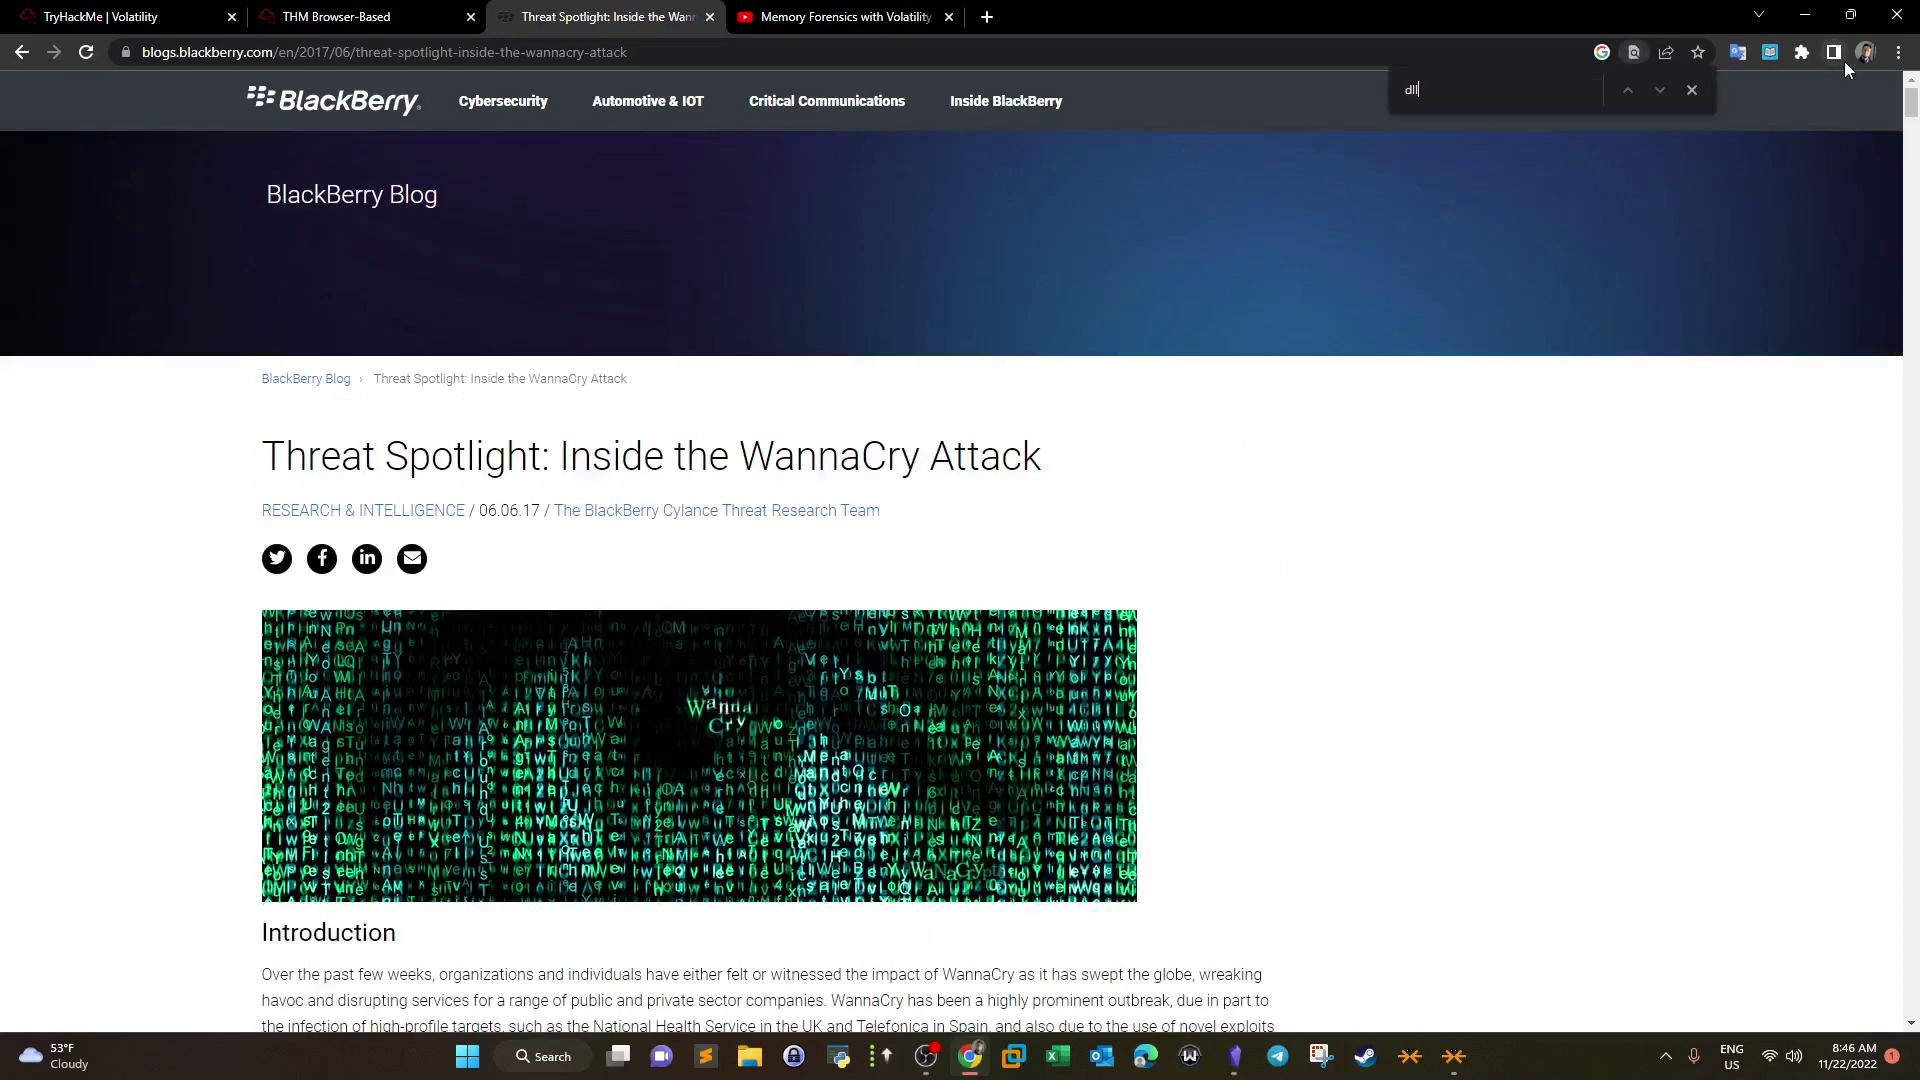 TryHackMe | Volatility
THM Browser-Based
Threat Spotlight: Inside the Wann
Memory Forensics with Volatility
blogs.blackberry.com/en/2017/06/threat-spotlight-inside-the-wannacry-attack
dll
BlackBerry
Cybersecurity
Automotive & IOT
Critical Communications
Inside BlackBerry
BlackBerry Blog
BlackBerry Blog › Threat Spotlight: Inside the WannaCry Attack
Threat Spotlight: Inside the WannaCry Attack
RESEARCH & INTELLIGENCE / 06.06.17 / The BlackBerry Cylance Threat Research Team
Wanna
Cry
Introduction
Over the past few weeks, organizations and individuals have either felt or witnessed the impact of WannaCry as it has swept the globe, wreaking
havoc and disrupting services for a range of public and private sector companies. WannaCry has been a highly prominent outbreak, due in part to
the infection of high-profile targets, such as the National Health Service in the UK and Telefonica in Spain, and also due to the use of novel exploits
53°F
Cloudy
Search
ENG
US
8:46 AM
11/22/2022
1